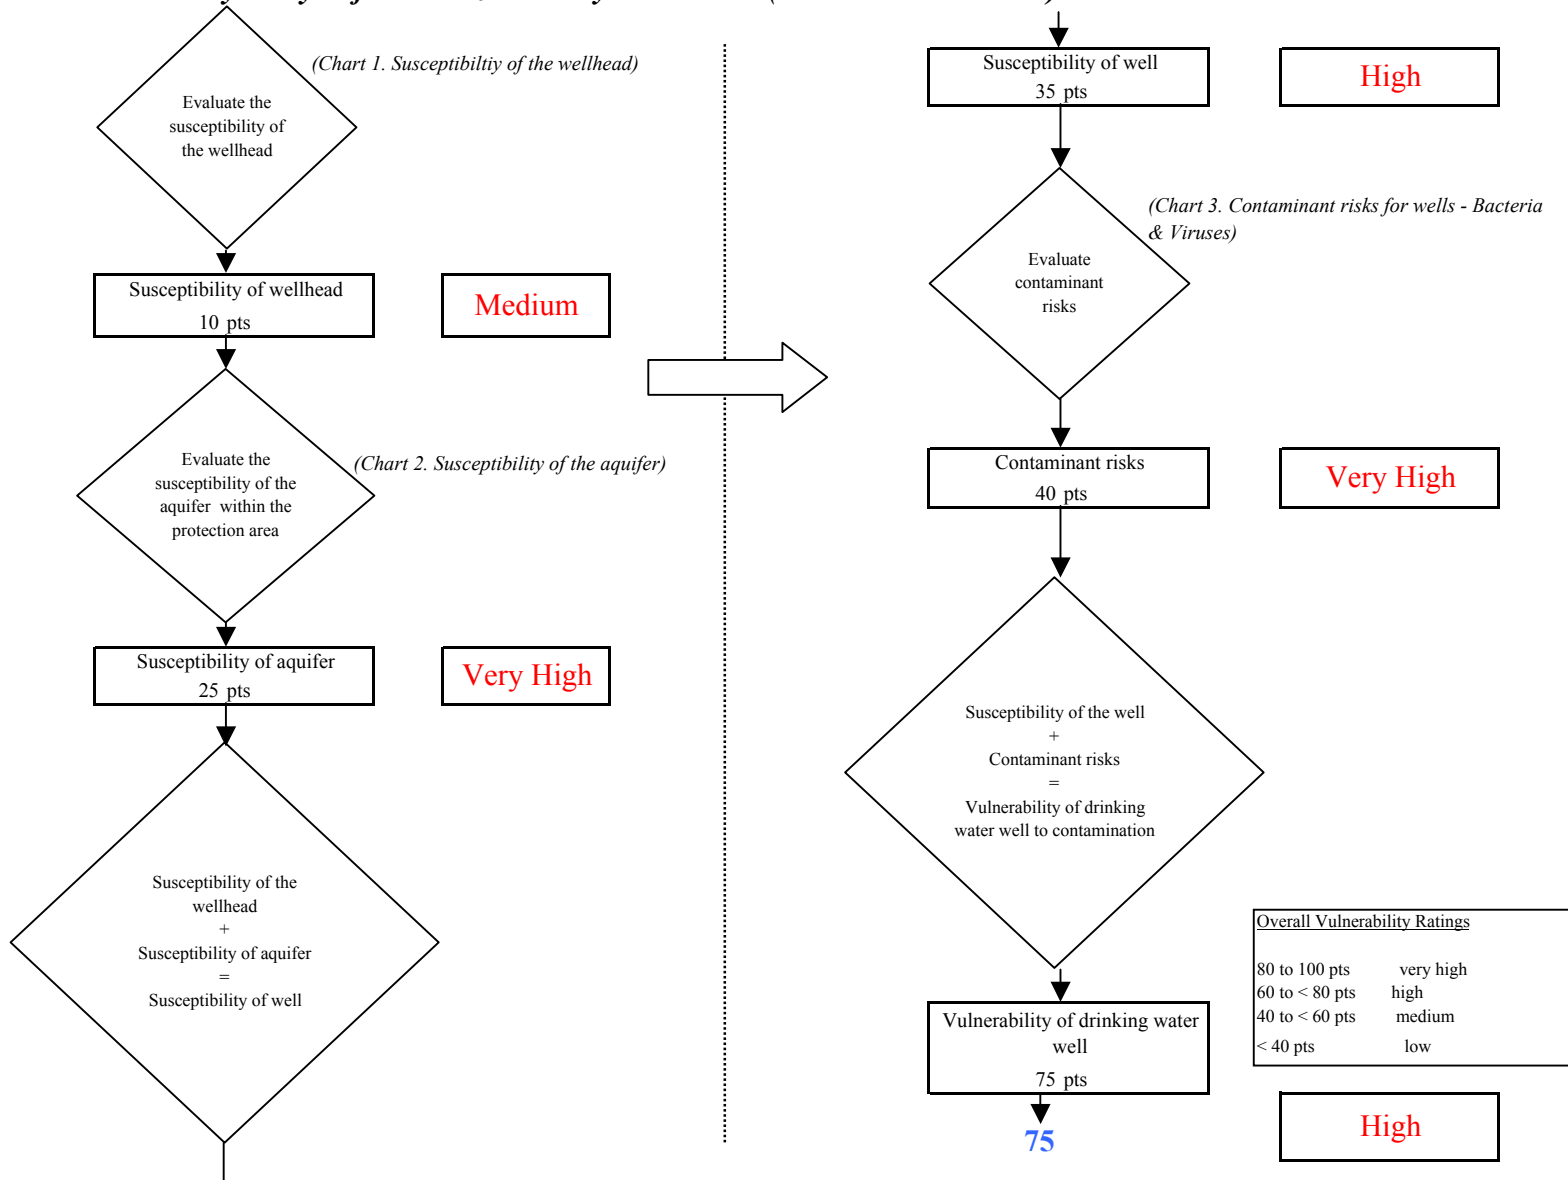 (Chart 1. Susceptibiltiy of the wellhead)
Evaluate the
susceptibility of
the wellhead
Susceptibility of wellhead
10 pts
Medium
Evaluate the
susceptibility of the
aquifer within the
protection area
(Chart 2. Susceptibility of the aquifer)
Susceptibility of aquifer
25 pts
Very High
Susceptibility of the
wellhead
+
Susceptibility of aquifer
=
Susceptibility of well
Susceptibility of well
35 pts
High
(Chart 3. Contaminant risks for wells - Bacteria
& Viruses)
Evaluate
contaminant
risks
Contaminant risks
40 pts
Very High
Susceptibility of the well
+
Contaminant risks
=
Vulnerability of drinking
water well to contamination
Overall Vulnerability Ratings
80 to 100 pts very high
60 to < 80 pts high
40 to < 60 pts medium
< 40 pts low
Vulnerability of drinking water
well
75 pts
75
High